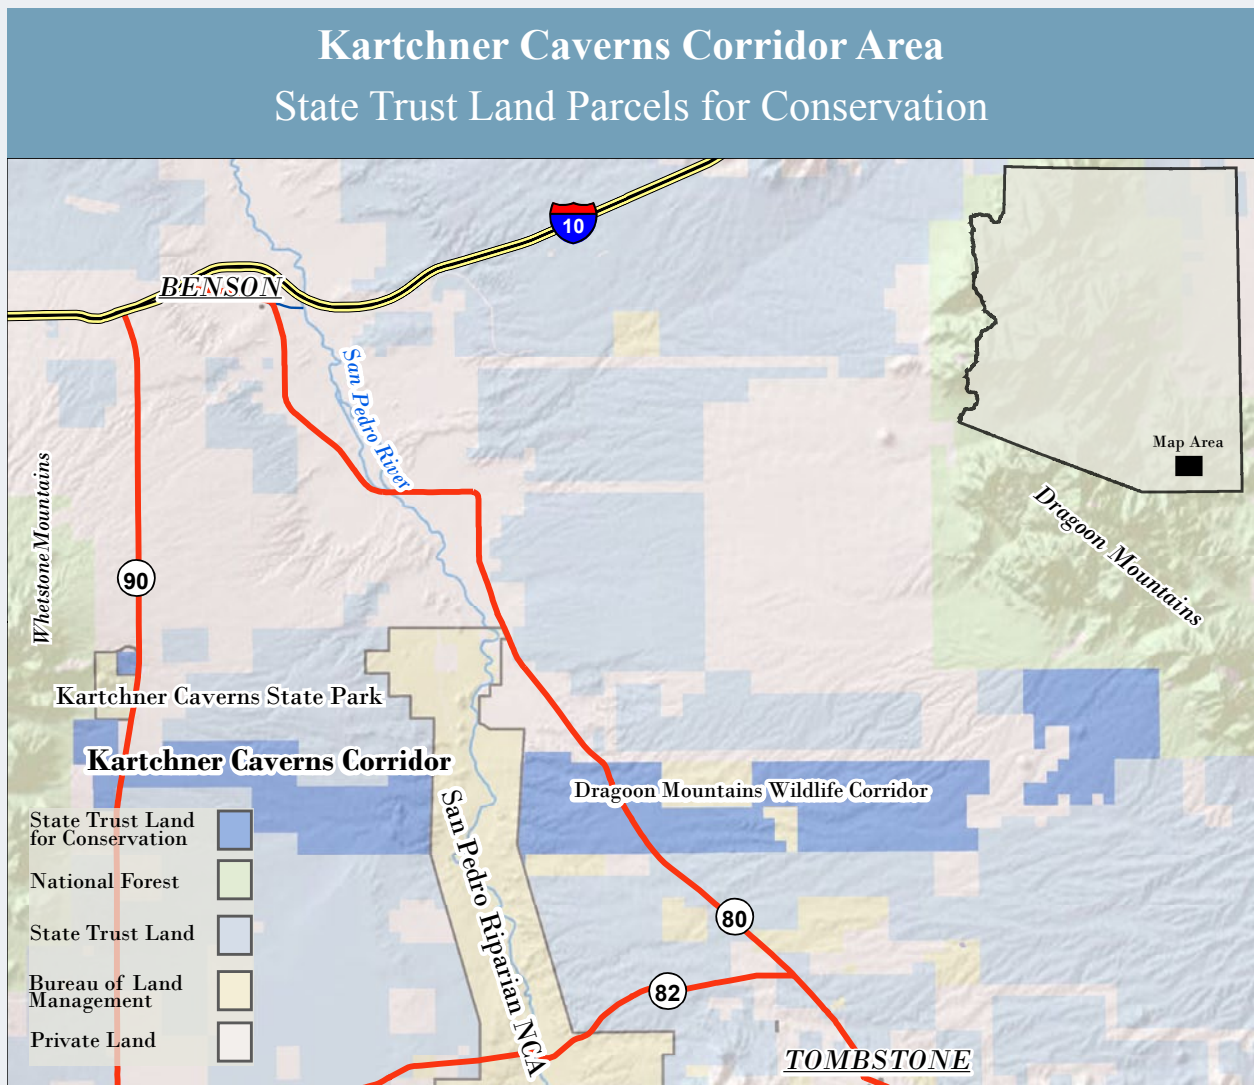 Kartchner Caverns Corridor Area
State Trust Land Parcels for Conservation
10
BENSON
San Pedro River
Map Area
Dragoon Mountains
WhetstoneMountains
90
Kartchner Caverns State Park
Kartchner Caverns Corridor
Dragoon Mountains Wildlife Corridor
San Pedro Riparian NCA
State Trust Land
for Conservation
National Forest
State Trust Land
Bureau of Land
Management
Private Land
80
82
TOMBSTONE